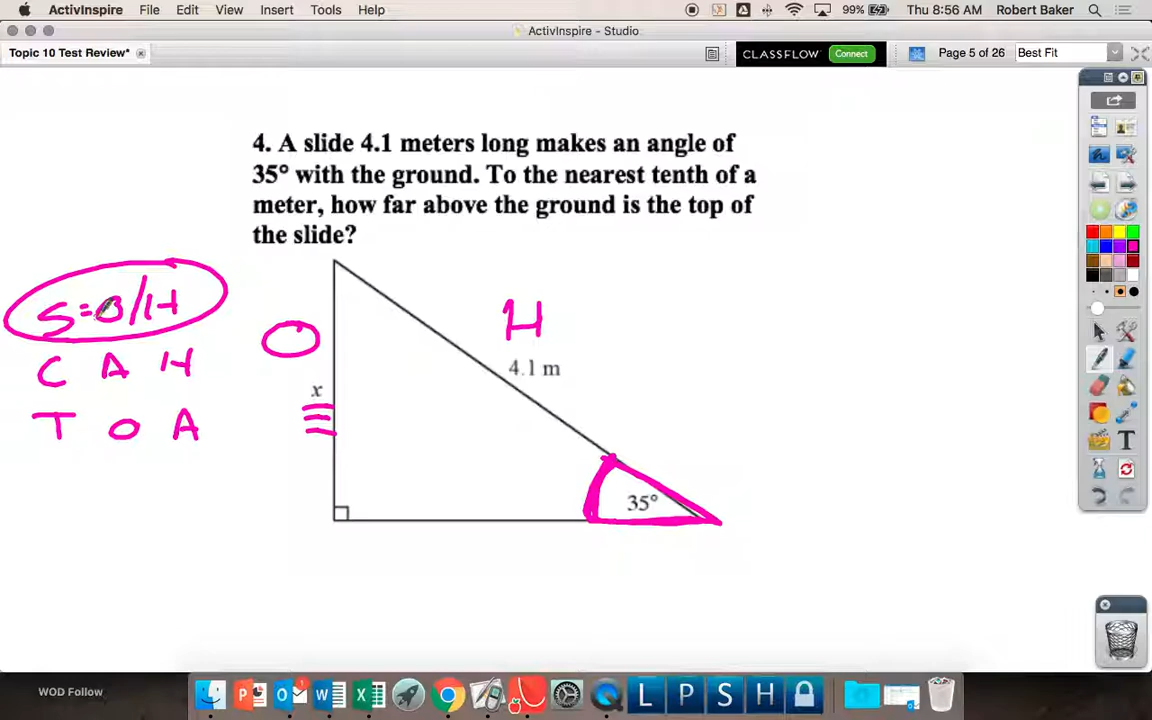 ActivInspire File Edit View Insert Tools Help 99% Thu 8:56 AM Robert Baker
ActivInspire - Studio
Topic 10 Test Review* CLASSFLOW Connect Page 5 of 26 Best Fit
4. A slide 4.1 meters long makes an angle of
35° with the ground. To the nearest tenth of a
meter, how far above the ground is the top of
the slide?
S=O/H
C A H
T O A
O
H
4.1 m
x
35°
T
WOD Follow
L P S H